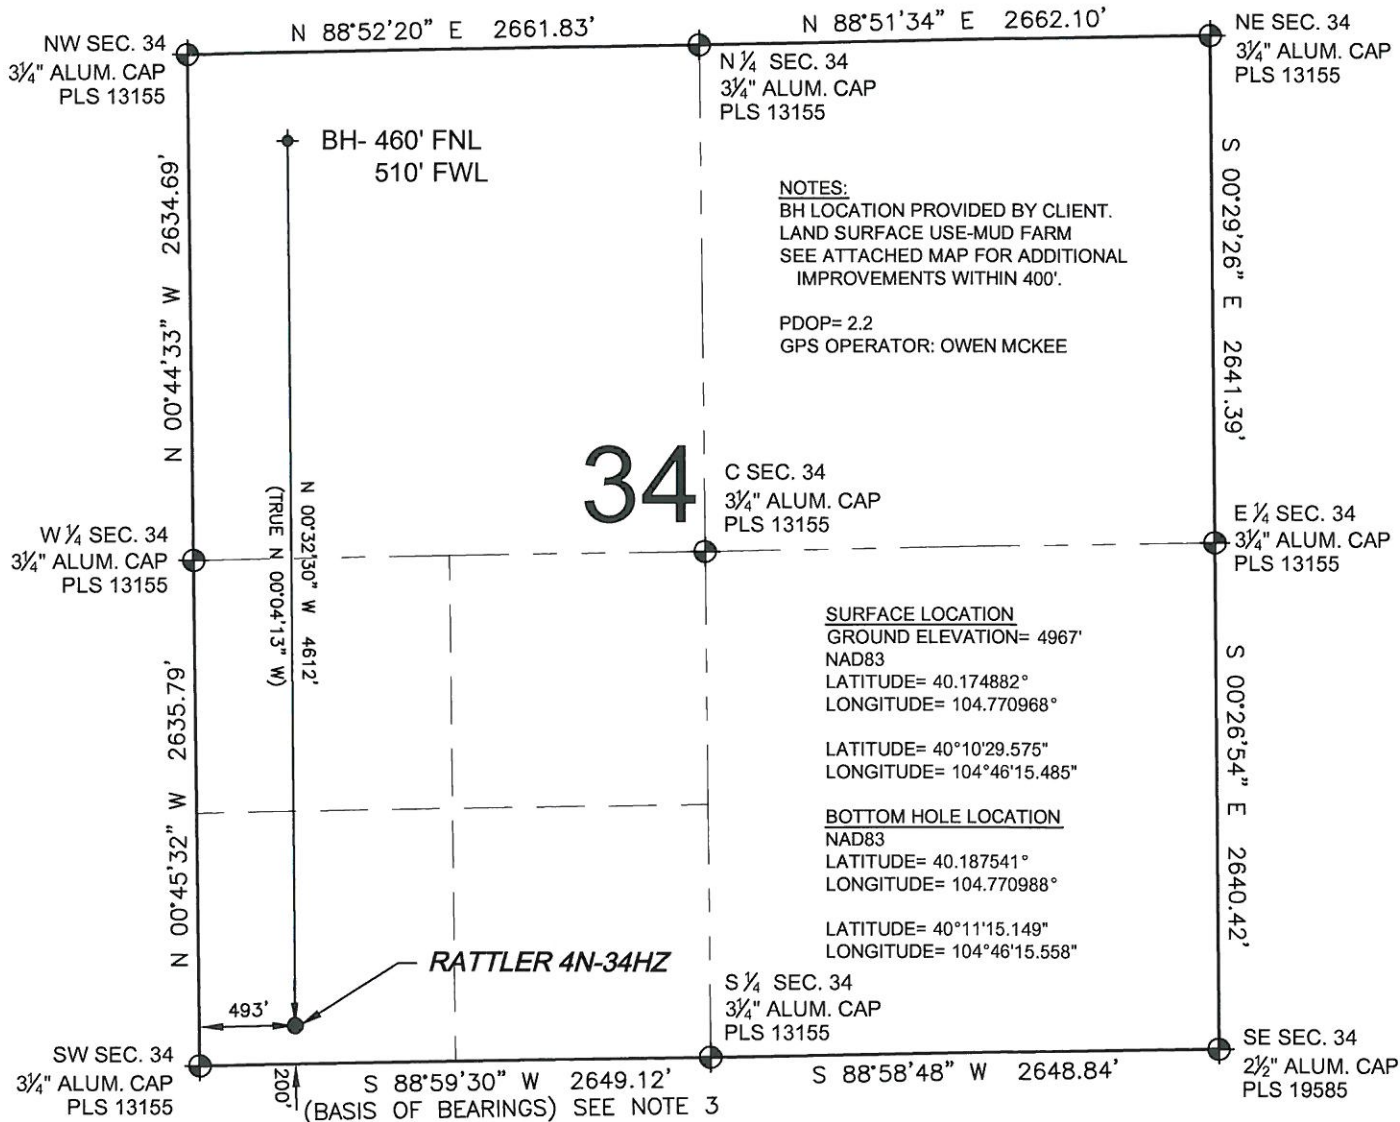 N 88°52'20" E 2661.83'
N 88°51'34" E 2662.10'
NW SEC. 34
3¼" ALUM. CAP
PLS 13155
N ¼ SEC. 34
3¼" ALUM. CAP
PLS 13155
NE SEC. 34
3¼" ALUM. CAP
PLS 13155
BH- 460' FNL
510' FWL
N 00°44'33" W 2634.69'
NOTES:
BH LOCATION PROVIDED BY CLIENT.
LAND SURFACE USE-MUD FARM
SEE ATTACHED MAP FOR ADDITIONAL
IMPROVEMENTS WITHIN 400'.
PDOP= 2.2
GPS OPERATOR: OWEN MCKEE
S 00°29'26" E 2641.39'
34
C SEC. 34
3¼" ALUM. CAP
PLS 13155
W ¼ SEC. 34
3¼" ALUM. CAP
PLS 13155
E ¼ SEC. 34
3¼" ALUM. CAP
PLS 13155
N 00°32'30" W 4612'
(TRUE N 00°04'13" W)
SURFACE LOCATION
GROUND ELEVATION= 4967'
NAD83
LATITUDE= 40.174882°
LONGITUDE= 104.770968°
LATITUDE= 40°10'29.575"
LONGITUDE= 104°46'15.485"
BOTTOM HOLE LOCATION
NAD83
LATITUDE= 40.187541°
LONGITUDE= 104.770988°
LATITUDE= 40°11'15.149"
LONGITUDE= 104°46'15.558"
N 00°45'32" W 2635.79'
S 00°26'54" E 2640.42'
RATTLER 4N-34HZ
493'
S ¼ SEC. 34
3¼" ALUM. CAP
PLS 13155
SW SEC. 34
3¼" ALUM. CAP
PLS 13155
SE SEC. 34
2½" ALUM. CAP
PLS 19585
200'
S 88°59'30" W 2649.12'
(BASIS OF BEARINGS) SEE NOTE 3
S 88°58'48" W 2648.84'